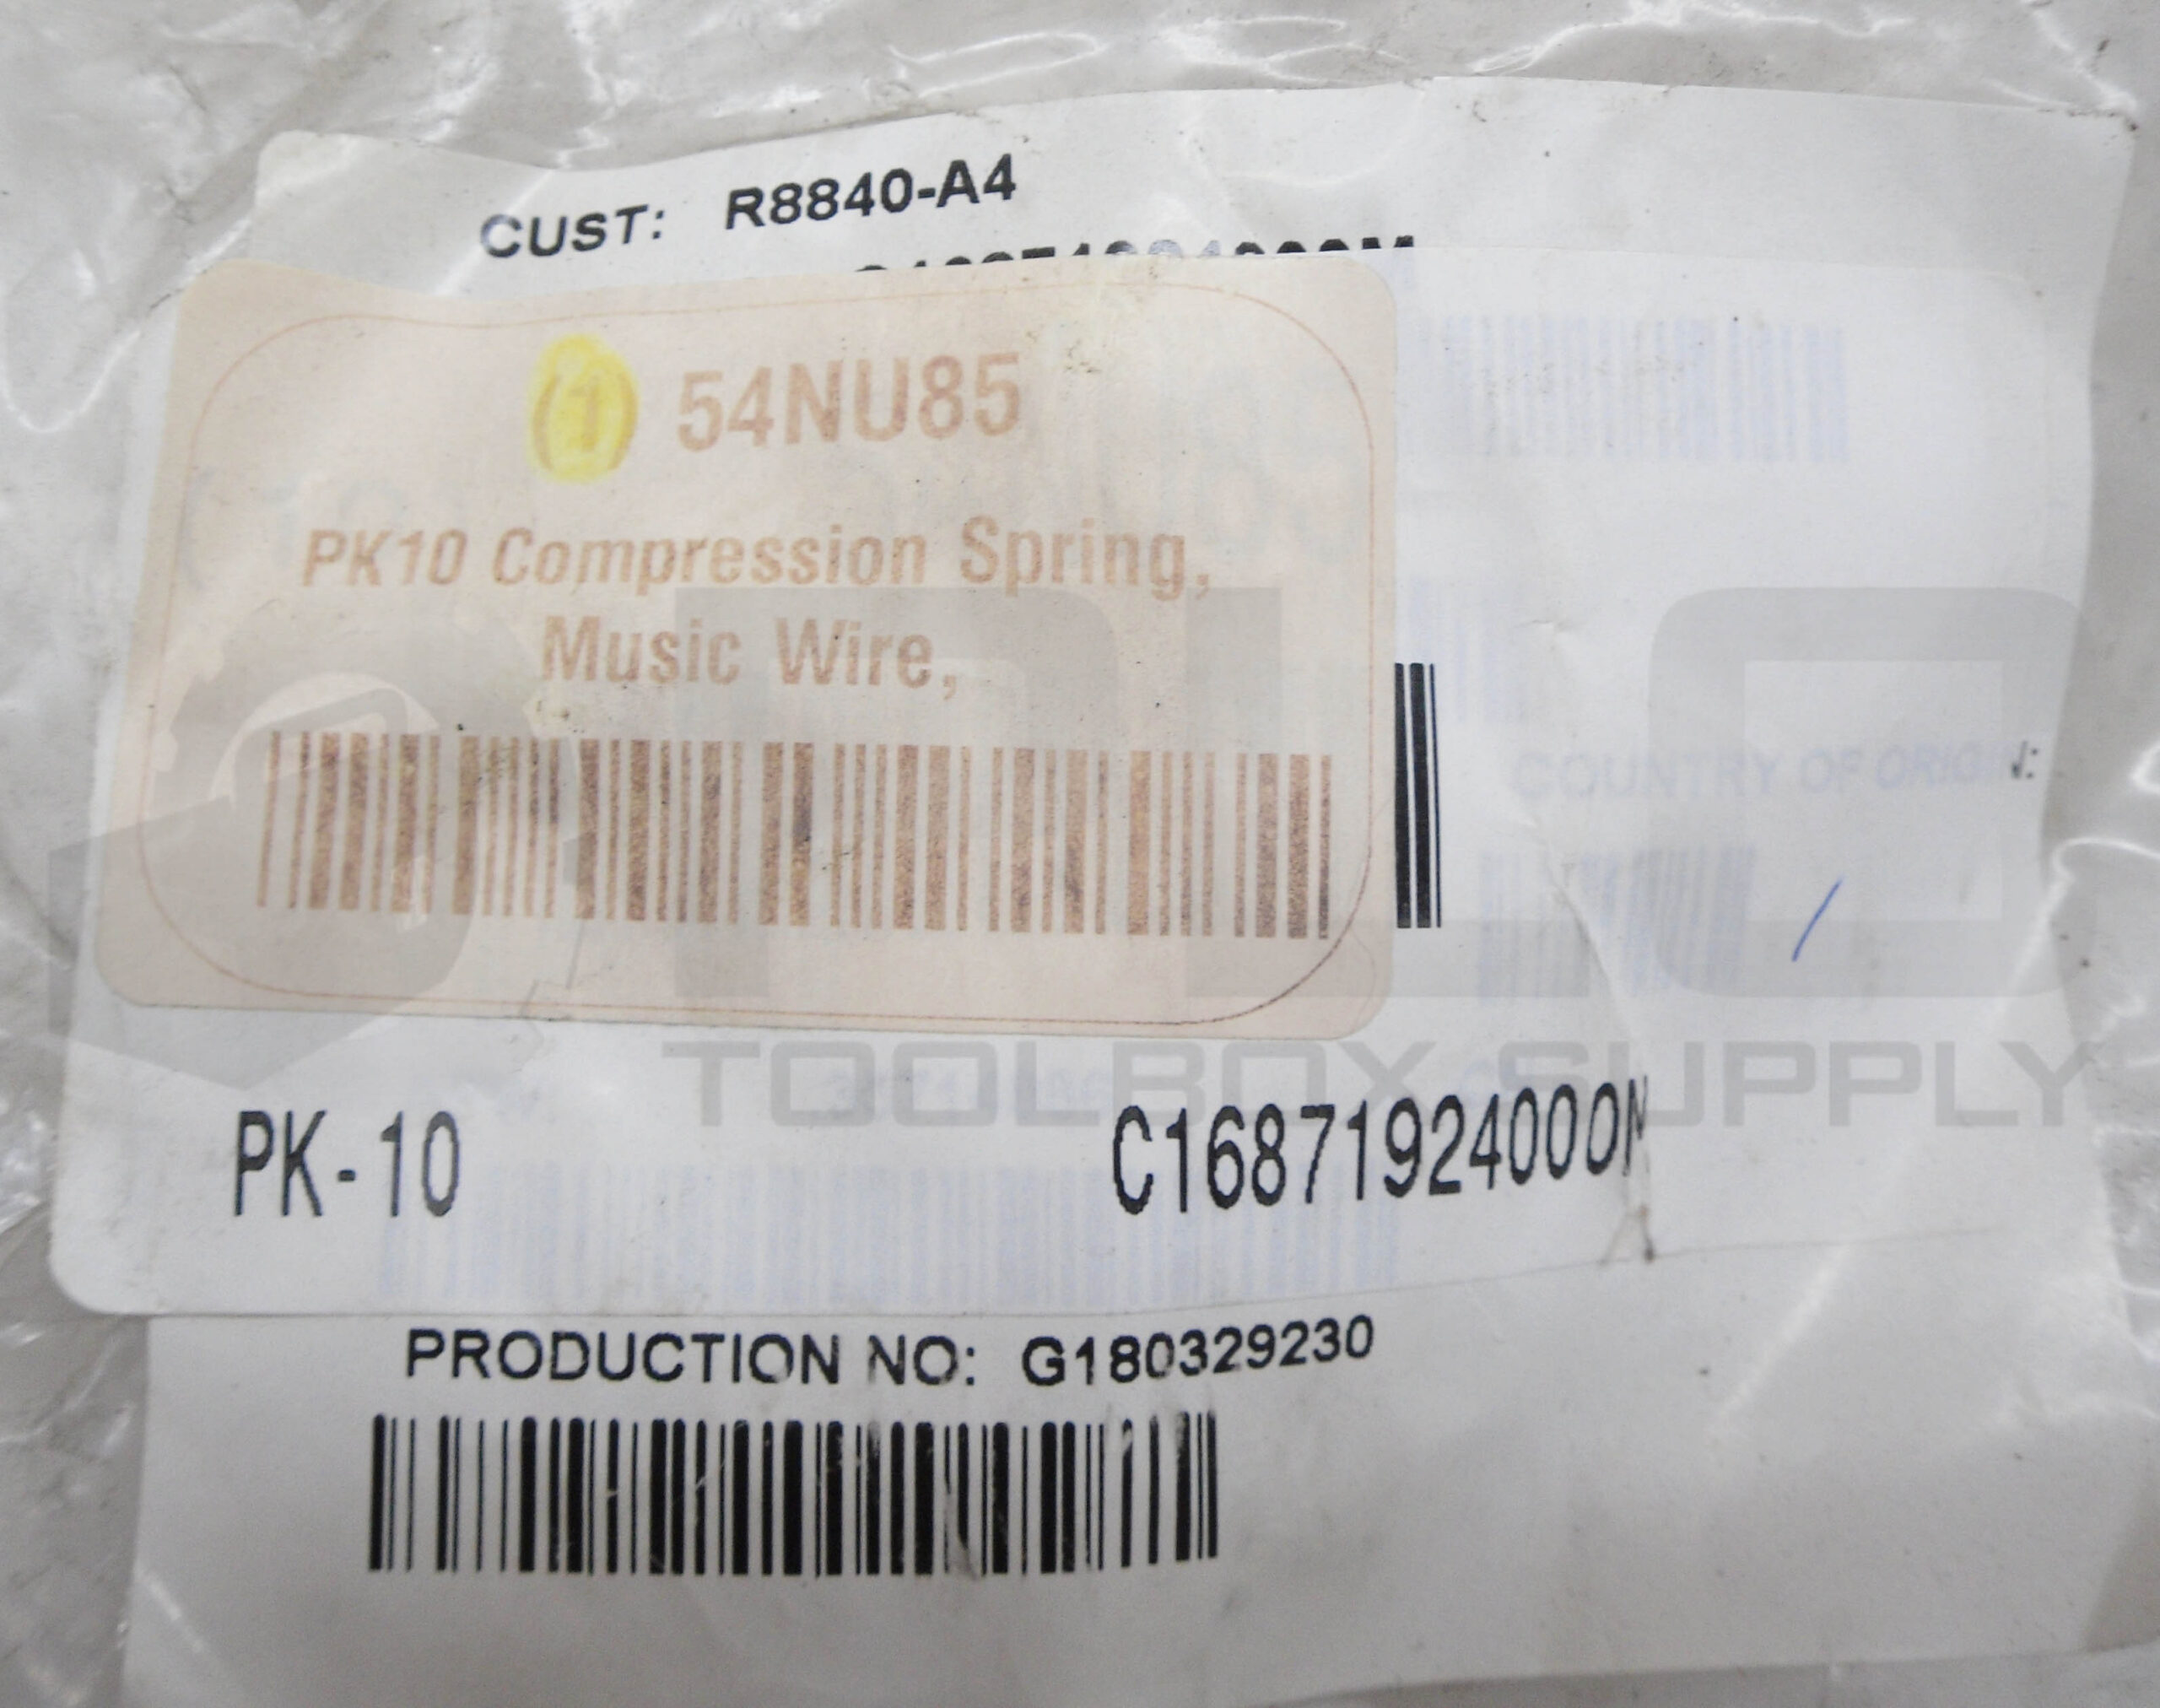 CUST: R8840-A4
(1) 54NU85
PK10 Compression Spring,
Music Wire,
COUNTRY OF ORIGIN:
TOOLBOX SUPPLY
PK-10 C16871924000M
PRODUCTION NO: G180329230